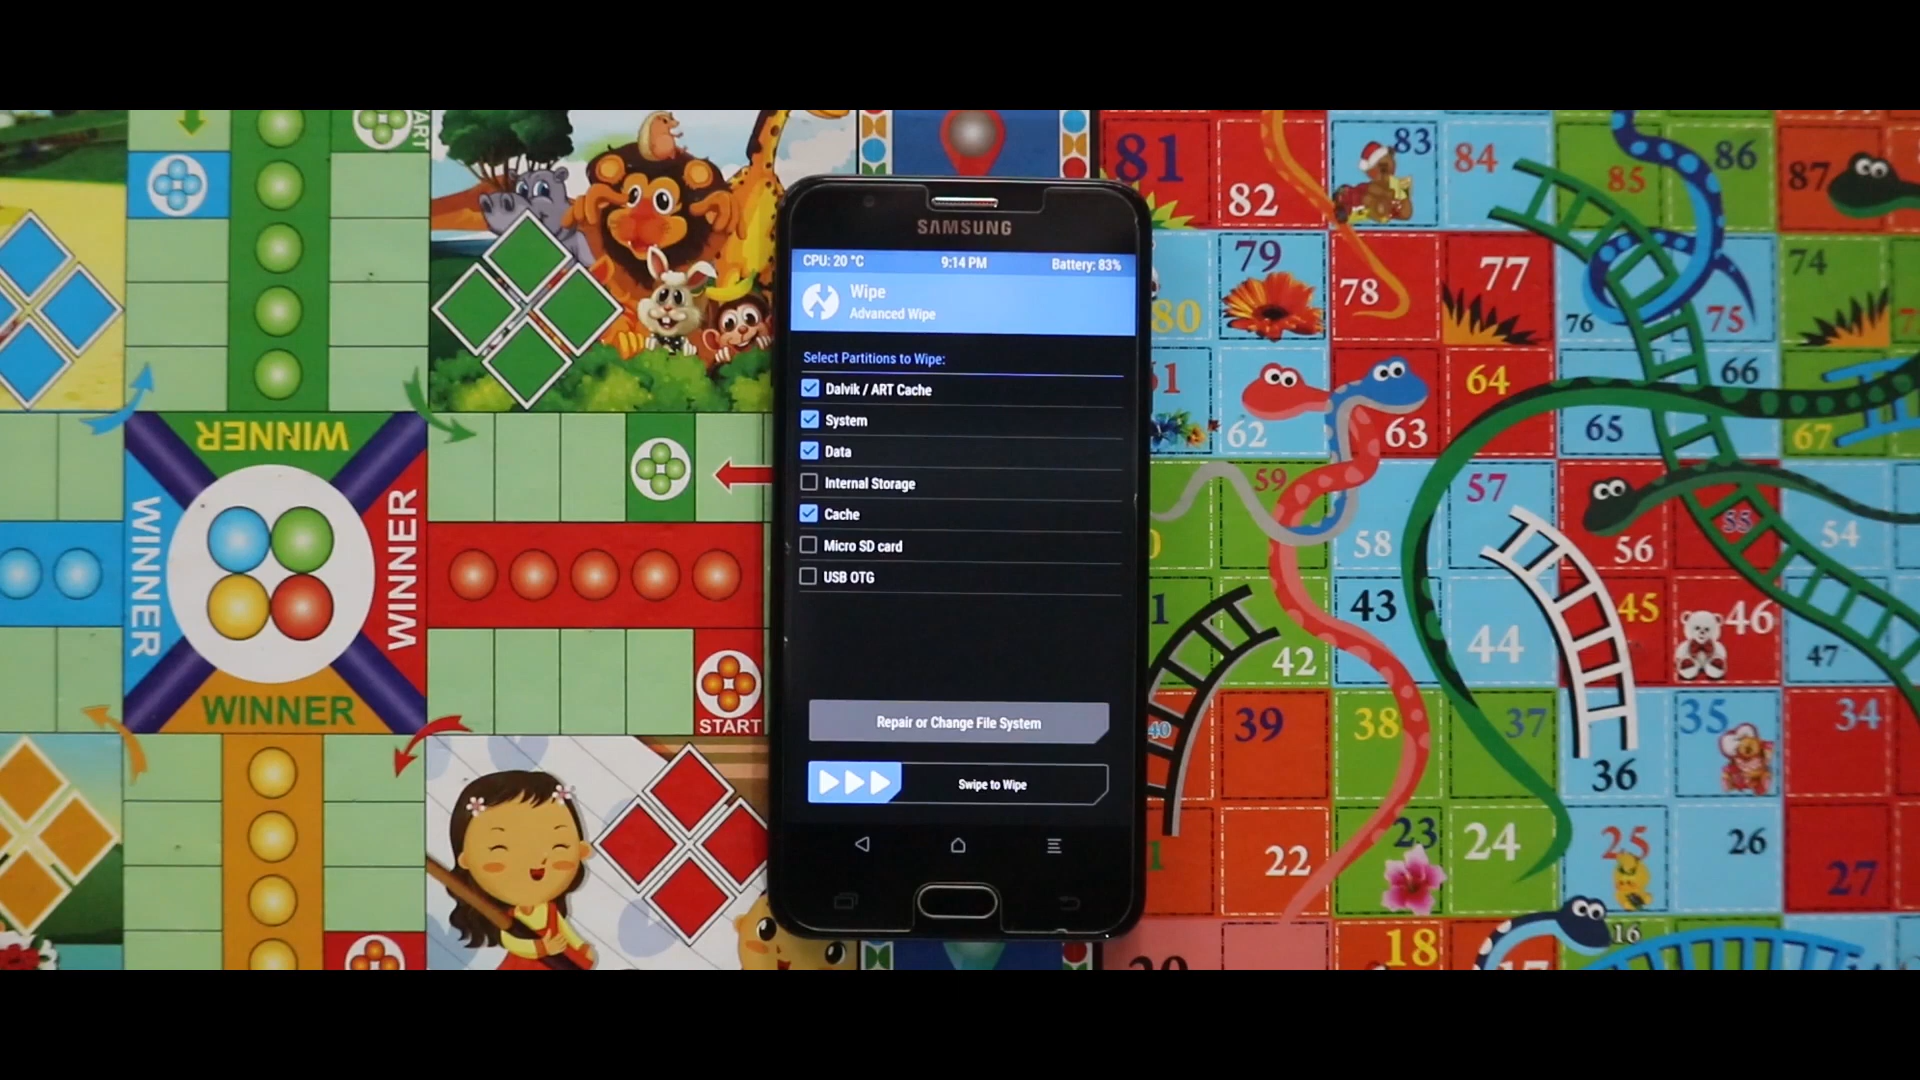 SAMSUNG
CPU: 20 °C 9:14 PM Battery: 83%
Wipe
Advanced Wipe
Select Partitions to Wipe:
Dalvik / ART Cache
System
Data
Internal Storage
Cache
Micro SD card
USB OTG
Repair or Change File System
Swipe to Wipe
WINNER
WINNER
WINNER
WINNER
START
81 82 83 84 85 86 87
80 79 78 77 76 75 74
62 63 64 65 66 67
59 58 57 56 55 54
42 43 44 45 46 47
40 39 38 37 36 35 34
22 23 24 25 26 27
18 17 16